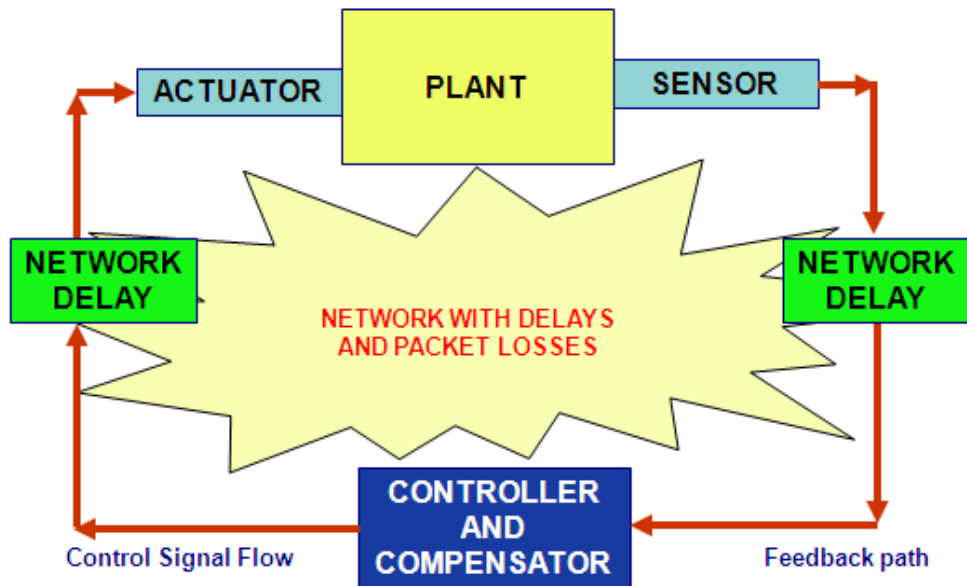 ACTUATOR
PLANT
SENSOR
NETWORK
DELAY
NETWORK WITH DELAYS
AND PACKET LOSSES
NETWORK
DELAY
CONTROLLER
AND
COMPENSATOR
Control Signal Flow
Feedback path